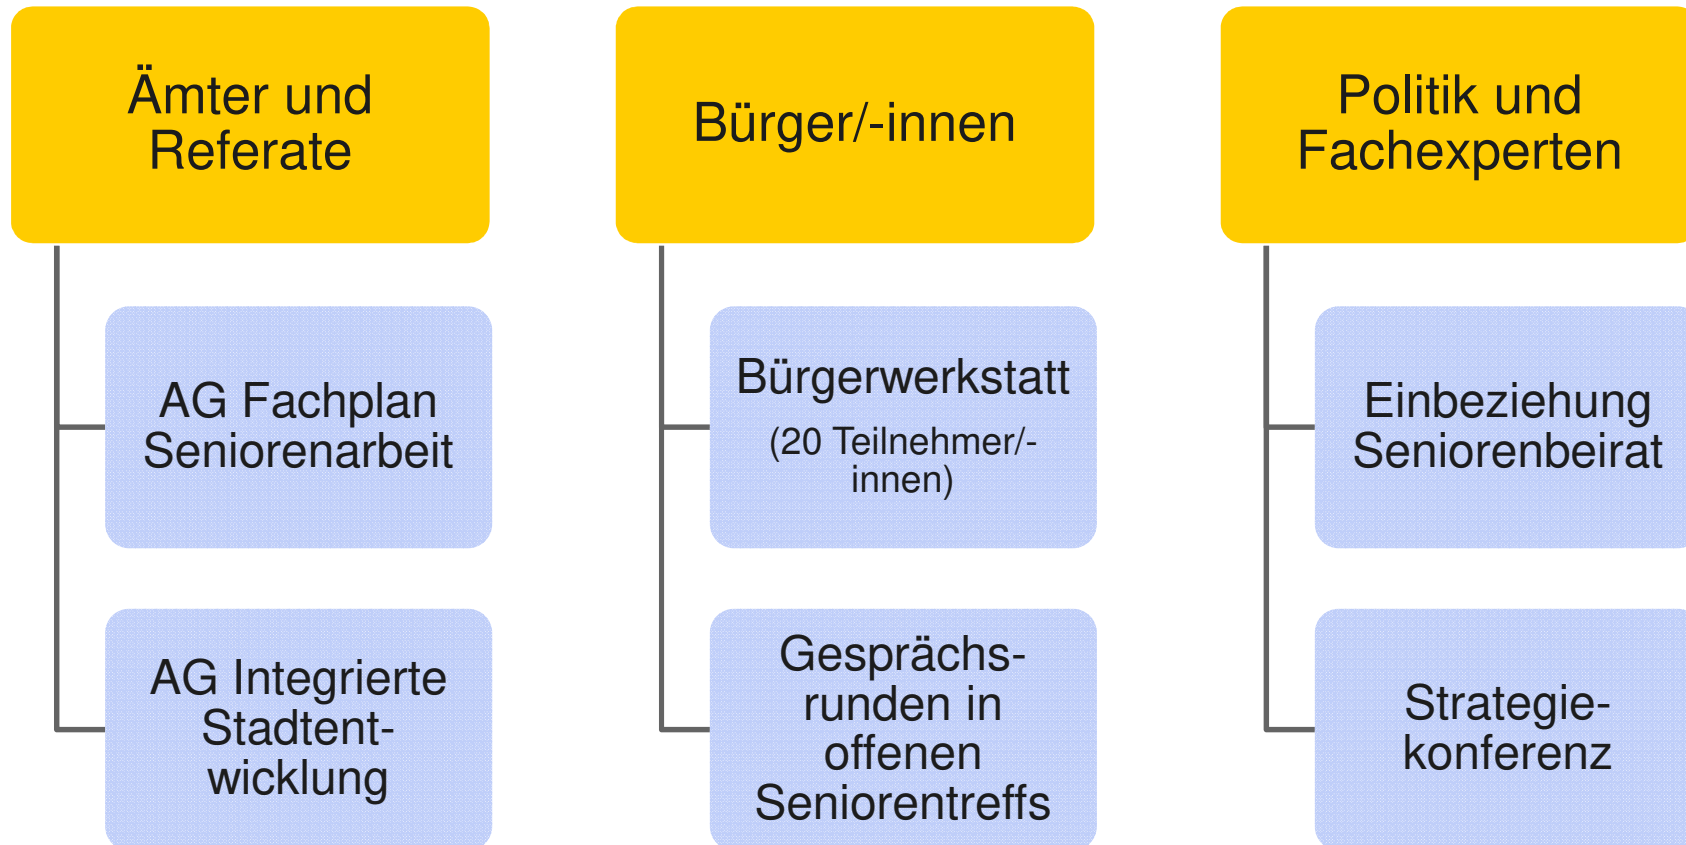 Ämter und
Referate
AG Fachplan
Seniorenarbeit
AG Integrierte
Stadtent-
wicklung
Bürger/-innen
Bürgerwerkstatt
(20 Teilnehmer/-
innen)
Gesprächs-
runden in
offenen
Seniorentreffs
Politik und
Fachexperten
Einbeziehung
Seniorenbeirat
Strategie-
konferenz